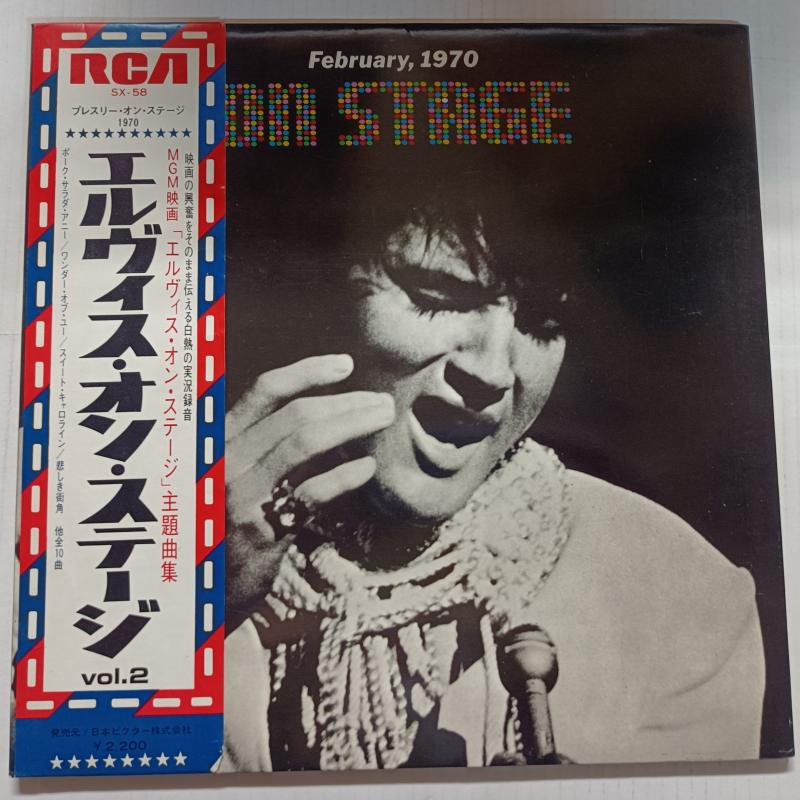 RCA
SX-58
プレスリー・オン・ステージ
1970
映画の興奮をそのまま伝える白熱の実況録音
MGM映画「エルヴィス・オン・ステージ」主題曲集
エルヴィス・オン・ステージ
vol.2
ポーク・サラダ・アニー/ワンダー・オブ・ユー/スイート・キャロライン/悲しき街角 他全10曲
発売元/日本ビクター株式会社
¥2,200
February, 1970
ON STAGE